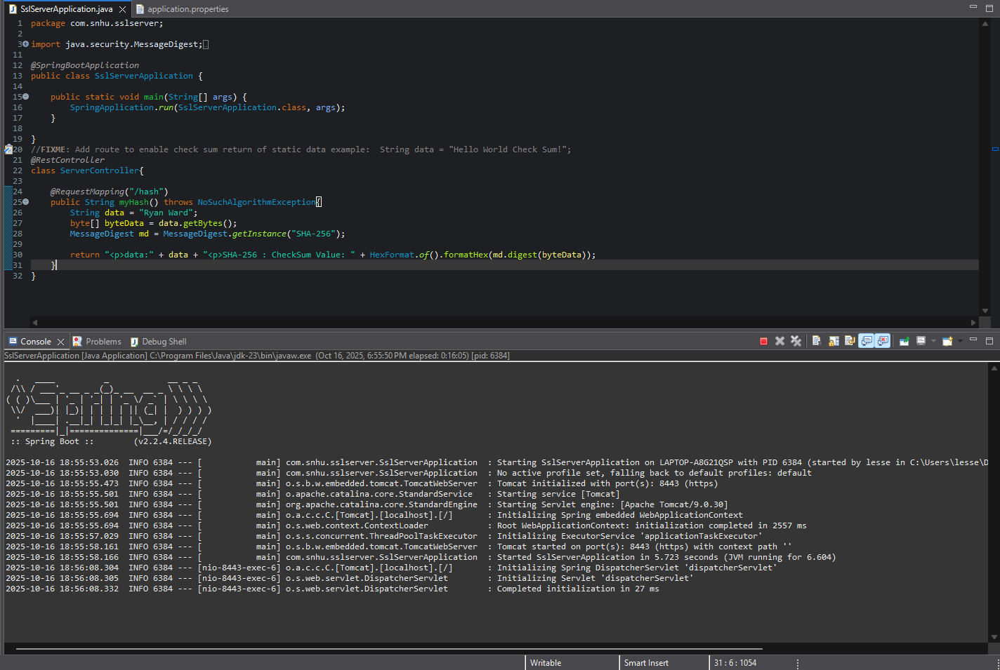 SslServerApplication.java
application.properties
1 package com.snhu.sslserver;
2
3 import java.security.MessageDigest;
11
12 @SpringBootApplication
13 public class SslServerApplication {
14
15     public static void main(String[] args) {
16         SpringApplication.run(SslServerApplication.class, args);
17     }
18
19 }
20 //FIXME: Add route to enable check sum return of static data example:  String data = "Hello World Check Sum!";
21 @RestController
22 class ServerController{
23
24     @RequestMapping("/hash")
25     public String myHash() throws NoSuchAlgorithmException{
26         String data = "Ryan Ward";
27         byte[] byteData = data.getBytes();
28         MessageDigest md = MessageDigest.getInstance("SHA-256");
29
30         return "<p>data:" + data + "<p>SHA-256 : CheckSum Value: " + HexFormat.of().formatHex(md.digest(byteData));
31     }
32 }
Console
Problems
Debug Shell
SslServerApplication [Java Application] C:\Program Files\Java\jdk-23\bin\javaw.exe  (Oct 16, 2025, 6:55:50 PM elapsed: 0:16:05) [pid: 6384]
  .   ____          _            __ _ _
 /\\ / ___'_ __ _ _(_)_ __  __ _ \ \ \ \
( ( )\___ | '_ | '_| | '_ \/ _` | \ \ \ \
 \\/  ___)| |_)| | | | | || (_| |  ) ) ) )
  '  |____| .__|_| |_|_| |_\__, | / / / /
 =========|_|==============|___/=/_/_/_/
 :: Spring Boot ::        (v2.2.4.RELEASE)
2025-10-16 18:55:53.026  INFO 6384 --- [           main] com.snhu.sslserver.SslServerApplication  : Starting SslServerApplication on LAPTOP-A8G21QSP with PID 6384 (started by lesse in C:\Users\lesse\D
2025-10-16 18:55:53.030  INFO 6384 --- [           main] com.snhu.sslserver.SslServerApplication  : No active profile set, falling back to default profiles: default
2025-10-16 18:55:55.473  INFO 6384 --- [           main] o.s.b.w.embedded.tomcat.TomcatWebServer  : Tomcat initialized with port(s): 8443 (https)
2025-10-16 18:55:55.501  INFO 6384 --- [           main] o.apache.catalina.core.StandardService   : Starting service [Tomcat]
2025-10-16 18:55:55.501  INFO 6384 --- [           main] org.apache.catalina.core.StandardEngine  : Starting Servlet engine: [Apache Tomcat/9.0.30]
2025-10-16 18:55:55.694  INFO 6384 --- [           main] o.a.c.c.C.[Tomcat].[localhost].[/]       : Initializing Spring embedded WebApplicationContext
2025-10-16 18:55:55.694  INFO 6384 --- [           main] o.s.web.context.ContextLoader            : Root WebApplicationContext: initialization completed in 2557 ms
2025-10-16 18:55:57.029  INFO 6384 --- [           main] o.s.s.concurrent.ThreadPoolTaskExecutor  : Initializing ExecutorService 'applicationTaskExecutor'
2025-10-16 18:55:58.161  INFO 6384 --- [           main] o.s.b.w.embedded.tomcat.TomcatWebServer  : Tomcat started on port(s): 8443 (https) with context path ''
2025-10-16 18:55:58.166  INFO 6384 --- [           main] com.snhu.sslserver.SslServerApplication  : Started SslServerApplication in 5.723 seconds (JVM running for 6.604)
2025-10-16 18:56:08.304  INFO 6384 --- [nio-8443-exec-6] o.a.c.c.C.[Tomcat].[localhost].[/]       : Initializing Spring DispatcherServlet 'dispatcherServlet'
2025-10-16 18:56:08.305  INFO 6384 --- [nio-8443-exec-6] o.s.web.servlet.DispatcherServlet        : Initializing Servlet 'dispatcherServlet'
2025-10-16 18:56:08.332  INFO 6384 --- [nio-8443-exec-6] o.s.web.servlet.DispatcherServlet        : Completed initialization in 27 ms
Writable
Smart Insert
31 : 6 : 1054